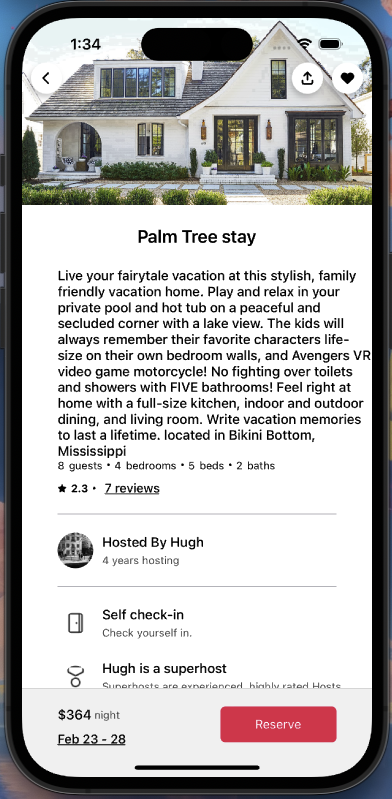 1:34
Palm Tree stay
Live your fairytale vacation at this stylish, family
friendly vacation home. Play and relax in your
private pool and hot tub on a peaceful and
secluded corner with a lake view. The kids will
always remember their favorite characters life-
size on their own bedroom walls, and Avengers VR
video game motorcycle! No fighting over toilets
and showers with FIVE bathrooms! Feel right at
home with a full-size kitchen, indoor and outdoor
dining, and living room. Write vacation memories
to last a lifetime. located in Bikini Bottom,
Mississippi
8 guests • 4 bedrooms • 5 beds • 2 baths
2.3 • 7 reviews
Hosted By Hugh
4 years hosting
Self check-in
Check yourself in.
Hugh is a superhost
Superhosts are experienced, highly rated Hosts
$364 night
Reserve
Feb 23 - 28